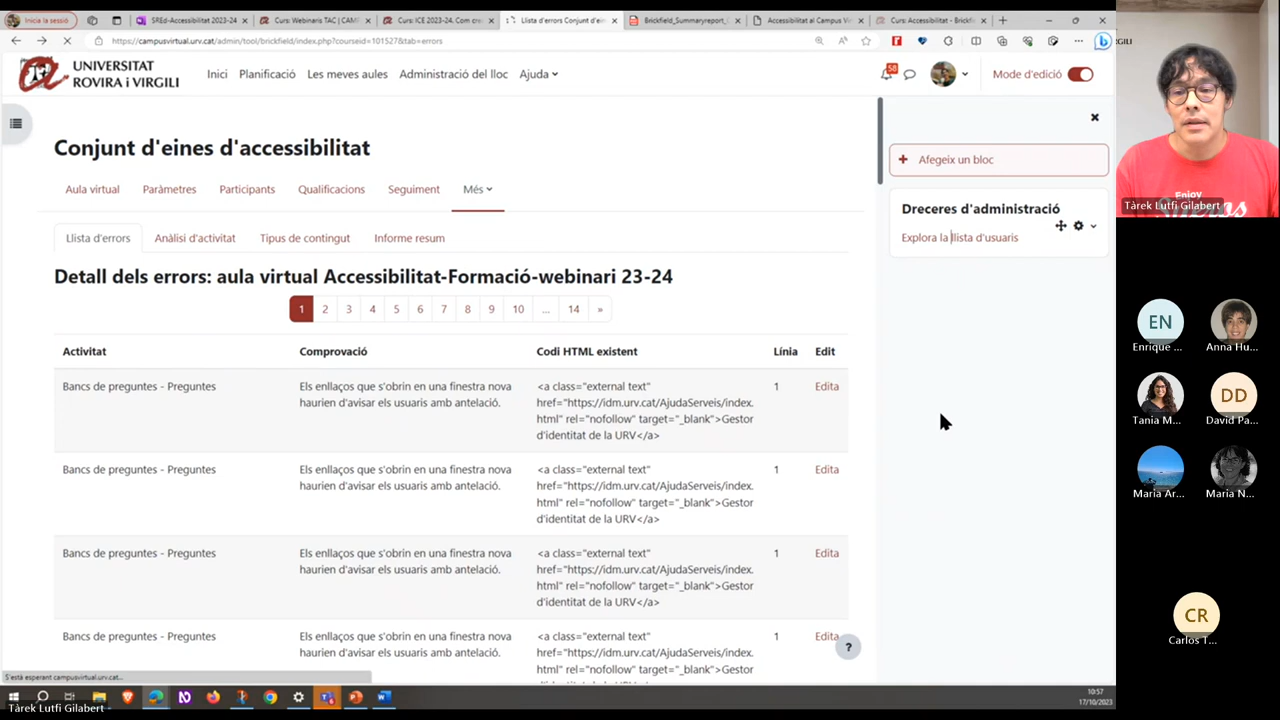 Inicia la sessió
SREd-Accessibilitat 2023-24
Curs: Webinaris TAC | CAM
Curs: ICE 2023-24. Com cre
Llista d'errors Conjunt d'ein
Brickfield_Summaryreport_
Accessibilitat al Campus Vi
Curs: Accessibilitat - Brickfi
https://campusvirtual.urv.cat/admin/tool/brickfield/index.php?courseid=101527&tab=errors
UNIVERSITAT
ROVIRA i VIRGILI
Inici
Planificació
Les meves aules
Administració del lloc
Ajuda
58
Mode d'edició
Conjunt d'eines d'accessibilitat
Aula virtual
Paràmetres
Participants
Qualificacions
Seguiment
Més
Llista d'errors
Anàlisi d'activitat
Tipus de contingut
Informe resum
Detall dels errors: aula virtual Accessibilitat-Formació-webinari 23-24
1 2 3 4 5 6 7 8 9 10 ... 14 »
Activitat Comprovació Codi HTML existent Línia Edit
Bancs de preguntes - Preguntes
Els enllaços que s'obrin en una finestra nova
haurien d'avisar els usuaris amb antelació.
<a class="external text"
href="https://idm.urv.cat/AjudaServeis/index.
html" rel="nofollow" target="_blank">Gestor
d'identitat de la URV</a>
1
Edita
Bancs de preguntes - Preguntes
Els enllaços que s'obrin en una finestra nova
haurien d'avisar els usuaris amb antelació.
<a class="external text"
href="https://idm.urv.cat/AjudaServeis/index.
html" rel="nofollow" target="_blank">Gestor
d'identitat de la URV</a>
1
Edita
Bancs de preguntes - Preguntes
Els enllaços que s'obrin en una finestra nova
haurien d'avisar els usuaris amb antelació.
<a class="external text"
href="https://idm.urv.cat/AjudaServeis/index.
html" rel="nofollow" target="_blank">Gestor
d'identitat de la URV</a>
1
Edita
Bancs de preguntes - Preguntes
Els enllaços que s'obrin en una finestra nova
haurien d'avisar els usuaris amb antelació.
<a class="external text"
href="https://idm.urv.cat/AjudaServeis/index.
html" rel="nofollow" target="_blank">Gestor
1
Edita
?
S'està esperant campusvirtual.urv.cat...
Afegeix un bloc
Dreceres d'administració
Explora la llista d'usuaris
10:57
17/10/2023
Tàrek Lutfi Gilabert
Enjoy
Tàrek Lutfi Gilabert
EN
Enrique ...
Anna Hu...
Tania M...
DD
David Pa...
Maria Ar...
Maria N...
CR
Carlos T...